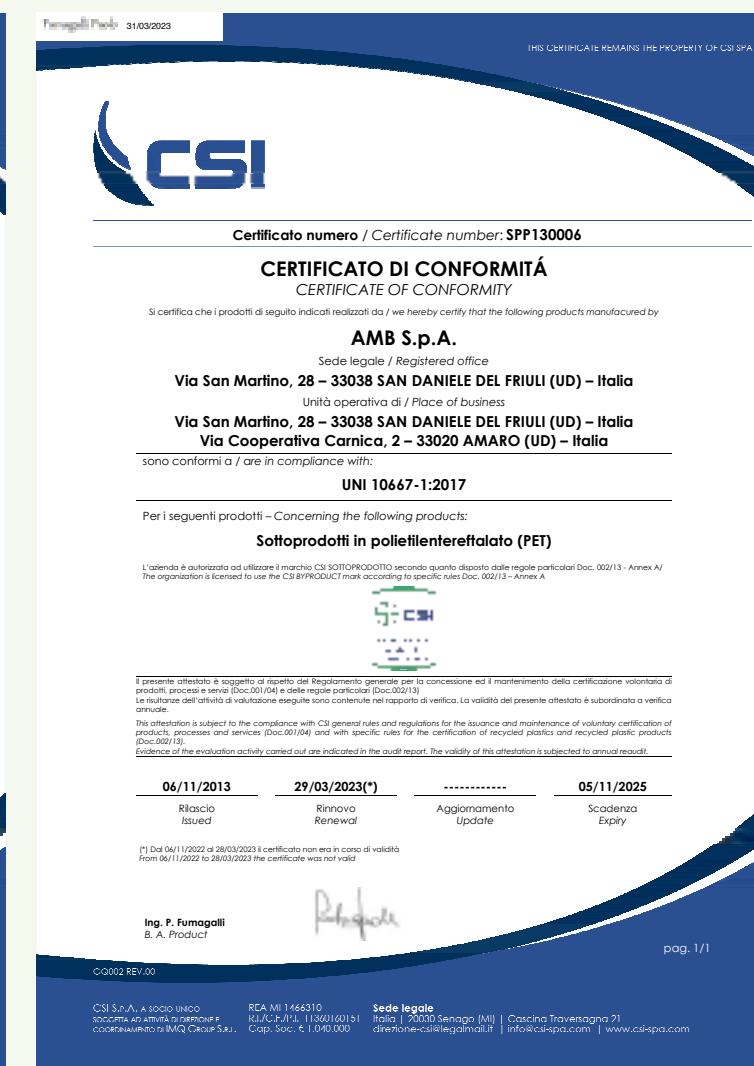 31/03/2023
THIS CERTIFICATE REMAINS THE PROPERTY OF CSI SPA
CSI
Certificato numero / Certificate number: SPP130006
CERTIFICATO DI CONFORMITÁ
CERTIFICATE OF CONFORMITY
Si certifica che i prodotti di seguito indicati realizzati da / we hereby certify that the following products manufacured by
AMB S.p.A.
Sede legale / Registered office
Via San Martino, 28 – 33038 SAN DANIELE DEL FRIULI (UD) – Italia
Unità operativa di / Place of business
Via San Martino, 28 – 33038 SAN DANIELE DEL FRIULI (UD) – Italia
Via Cooperativa Carnica, 2 – 33020 AMARO (UD) – Italia
sono conformi a / are in compliance with:
UNI 10667-1:2017
Per i seguenti prodotti – Concerning the following products:
Sottoprodotti in polietilentereftalato (PET)
L'azienda è autorizzata ad utilizzare il marchio CSI SOTTOPRODOTTO secondo quanto disposto dalle regole particolari Doc. 002/13 - Annex A/
The organization is licensed to use the CSI BYPRODUCT mark according to specific rules Doc. 002/13 – Annex A
CSI
Il presente attestato è soggetto al rispetto del Regolamento generale per la concessione ed il mantenimento della certificazione volontaria di
prodotti, processi e servizi (Doc.001/04) e delle regole particolari (Doc.002/13)
Le risultanze dell'attività di valutazione eseguite sono contenute nel rapporto di verifica. La validità del presente attestato è subordinata a verifica
annuale.
This attestation is subject to the compliance with CSI general rules and regulations for the issuance and maintenance of voluntary certification of
products, processes and services (Doc.001/04) and with specific rules for the certification of recycled plastics and recycled plastic products
(Doc.002/13).
Evidence of the evaluation activity carried out are indicated in the audit report. The validity of this attestation is subjected to annual reaudit.
06/11/2013 29/03/2023(*) ------------ 05/11/2025
Rilascio Rinnovo Aggiornamento Scadenza
Issued Renewal Update Expiry
(*) Dal 06/11/2022 al 28/03/2023 il certificato non era in corso di validità
From 06/11/2022 to 28/03/2023 the certificate was not valid
Ing. P. Fumagalli
B. A. Product
pag. 1/1
CQ002 REV.00
CSI S.P.A. A SOCIO UNICO REA MI 1466310 Sede legale
SOGGETTA AD ATTIVITÀ DI DIREZIONE E R.I./C.F./P.I. 11360160151 Italia | 20030 Senago (MI) | Cascina Traversagna 21
COORDINAMENTO DI IMQ GROUP S.R.L. Cap. Soc. € 1.040.000 direzione-csi@legalmail.it | info@csi-spa.com | www.csi-spa.com